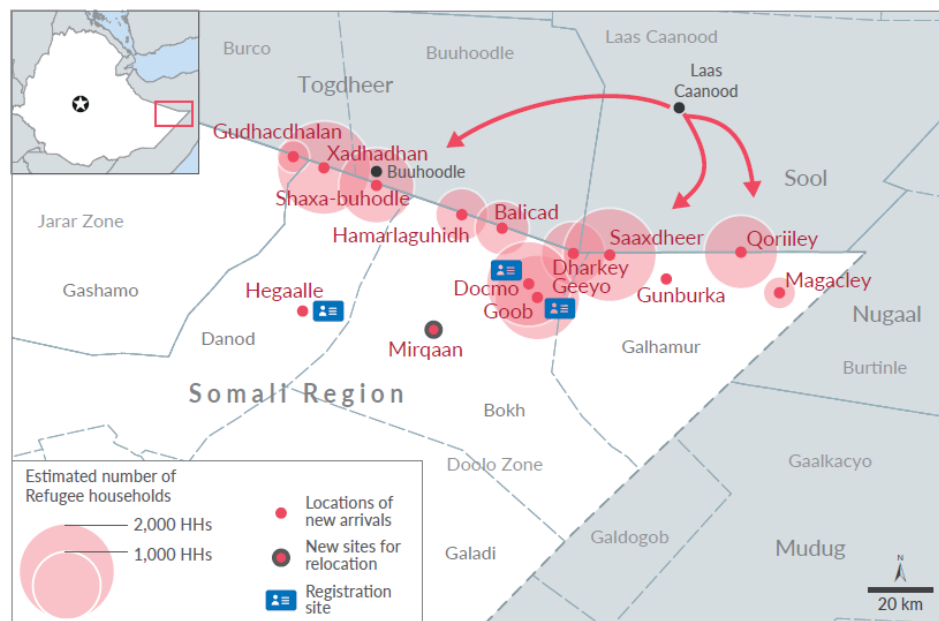 Burco
Buuhoodle
Laas Caanood
Togdheer
Laas
Caanood
Gudhacdhalan
Xadhadhan
Buuhoodle
Shaxa-buhodle
Sool
Jarar Zone
Hamarlaguhidh
Balicad
Saaxdheer
Qoriiley
Dharkey
Geeyo
Gashamo
Hegaalle
Docmo
Goob
Gunburka
Magacley
Danod
Mirqaan
Galhamur
Nugaal
Burtinle
Somali Region
Bokh
Doolo Zone
Gaalkacyo
Galadi
Galdogob
Mudug
Estimated number of
Refugee households
2,000 HHs
1,000 HHs
Locations of
new arrivals
New sites for
relocation
Registration
site
N
20 km